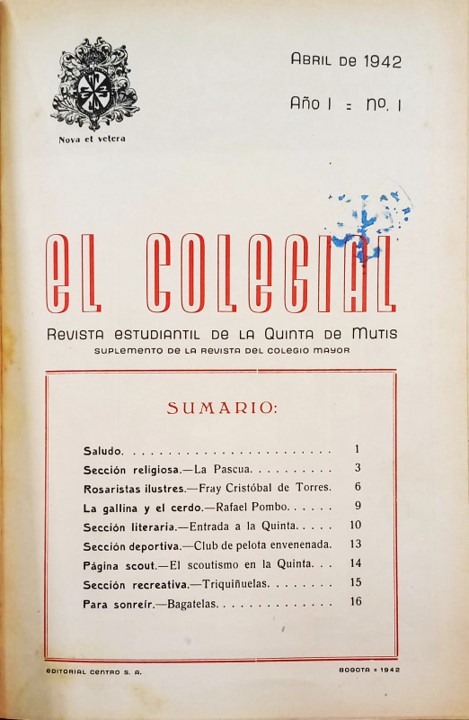 Nova et vetera
Abril de 1942
Año I = No. I
El Colegial
Revista estudiantil de la Quinta de Mutis
suplemento de la revista del colegio mayor
SUMARIO:
Saludo. . . . . . . . . . . . . . . . . . . . . . . . 1
Sección religiosa.—La Pascua. . . . . . . . . . 3
Rosaristas ilustres.—Fray Cristóbal de Torres. 6
La gallina y el cerdo.—Rafael Pombo. . . . . . 9
Sección literaria.—Entrada a la Quinta. . . . . 10
Sección deportiva.—Club de pelota envenenada. 13
Página scout.—El scoutismo en la Quinta. . . 14
Sección recreativa.—Triquiñuelas. . . . . . . . 15
Para sonreír.—Bagatelas. . . . . . . . . . . . . 16
EDITORIAL CENTRO S. A. BOGOTA = 1942